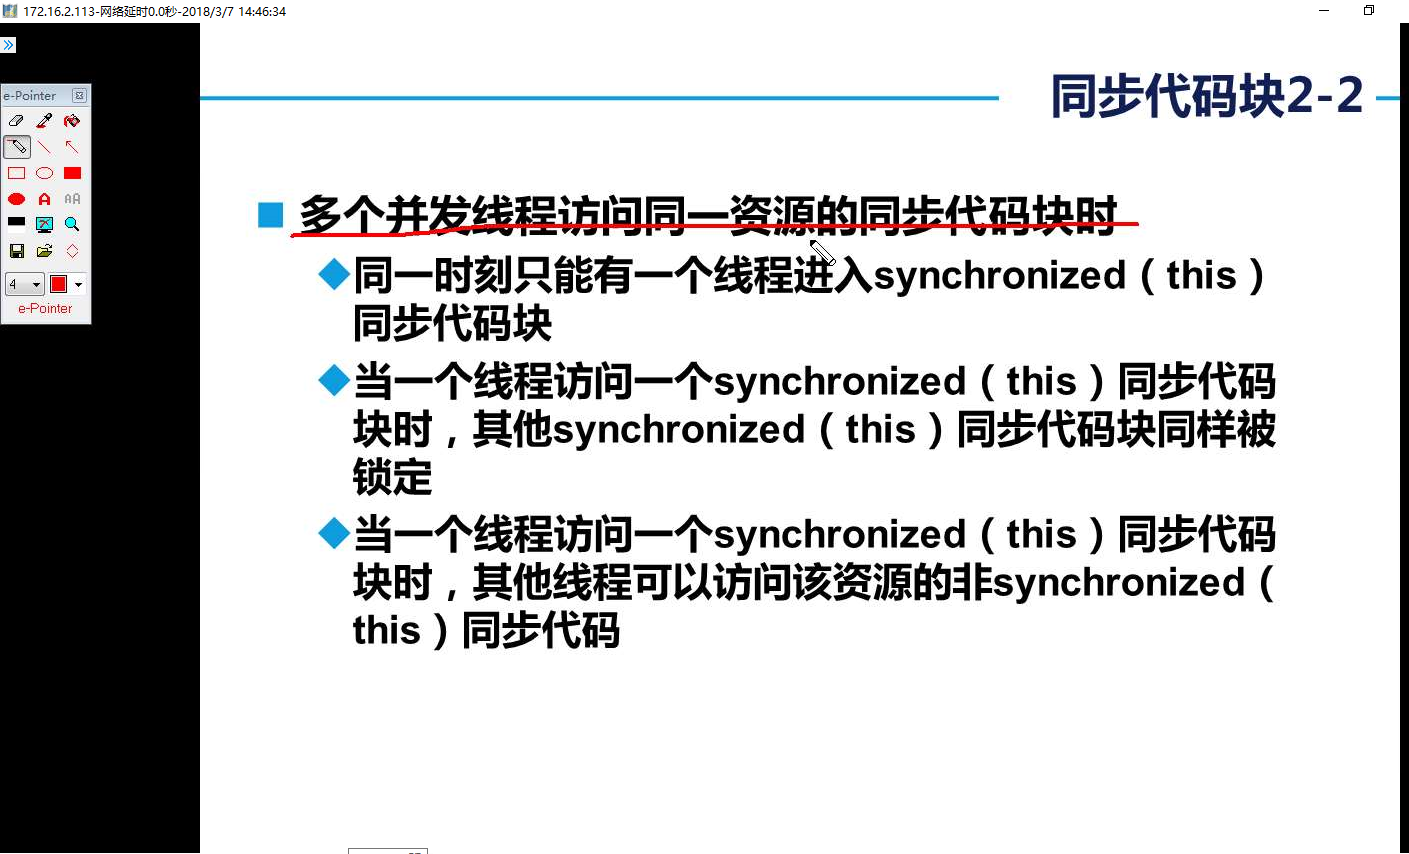 172.16.2.113-网络延时0.0秒-2018/3/7 14:46:34
e-Pointer
A AA
4
e-Pointer
同步代码块2-2
多个并发线程访问同一资源的同步代码块时
同一时刻只能有一个线程进入synchronized（this）
同步代码块
当一个线程访问一个synchronized（this）同步代码
块时，其他synchronized（this）同步代码块同样被
锁定
当一个线程访问一个synchronized（this）同步代码
块时，其他线程可以访问该资源的非synchronized（
this）同步代码